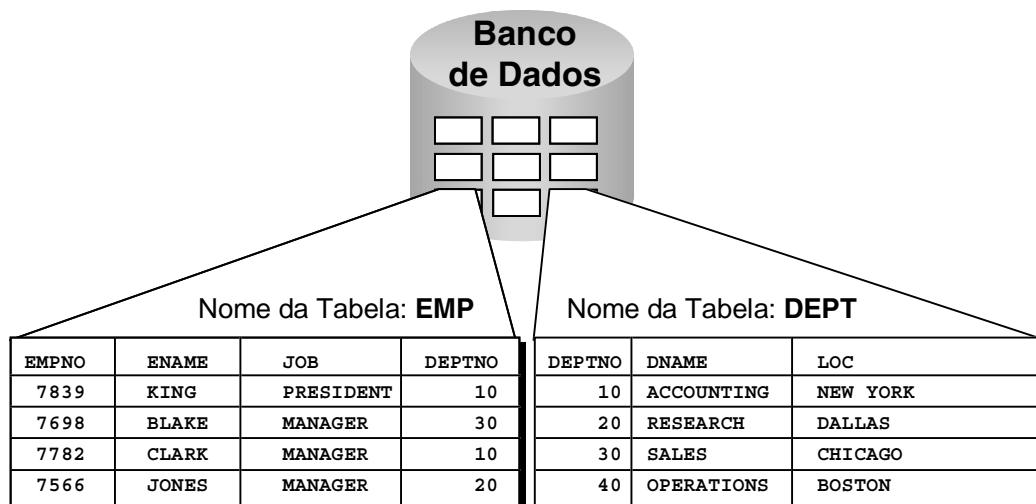 Banco
de Dados
Nome da Tabela: EMP
EMPNO ENAME JOB DEPTNO
7839 KING PRESIDENT 10
7698 BLAKE MANAGER 30
7782 CLARK MANAGER 10
7566 JONES MANAGER 20
Nome da Tabela: DEPT
DEPTNO DNAME LOC
10 ACCOUNTING NEW YORK
20 RESEARCH DALLAS
30 SALES CHICAGO
40 OPERATIONS BOSTON